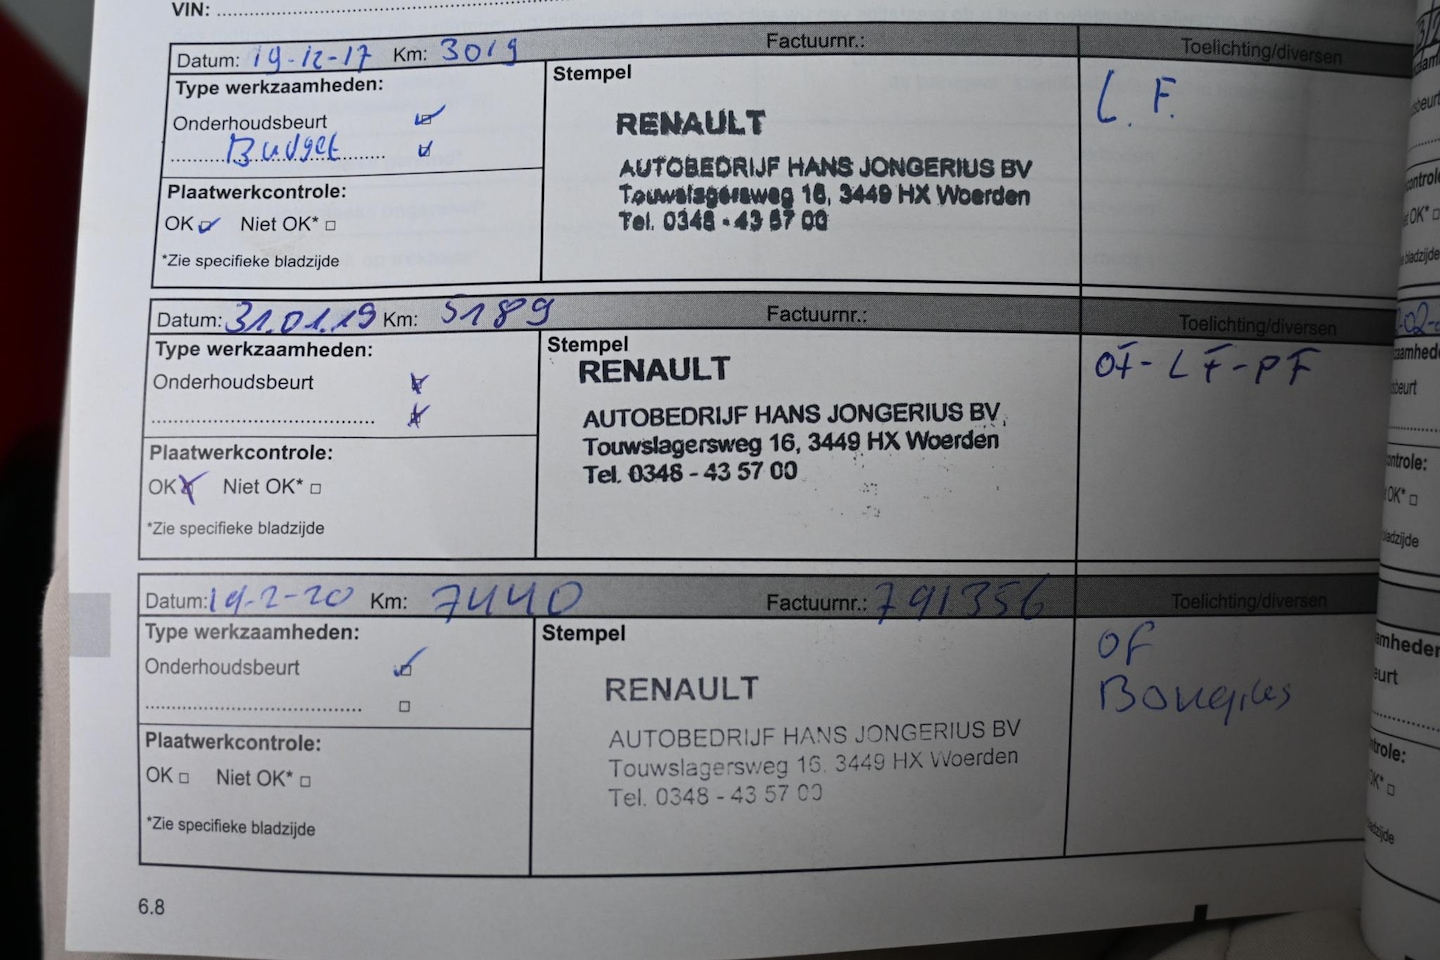 VIN:
Datum: 19-12-17 Km: 3019 Factuurnr.: Toelichting/diversen
Type werkzaamheden:
Onderhoudsbeurt
Budget
Plaatwerkcontrole:
OK Niet OK*
*Zie specifieke bladzijde
Stempel
RENAULT
AUTOBEDRIJF HANS JONGERIUS BV
Touwslagersweg 16, 3449 HX Woerden
Tel. 0348 - 43 57 00
L. F.
Datum: 31.01.19 Km: 5189 Factuurnr.: Toelichting/diversen
Type werkzaamheden:
Onderhoudsbeurt
Plaatwerkcontrole:
OK Niet OK*
*Zie specifieke bladzijde
Stempel
RENAULT
AUTOBEDRIJF HANS JONGERIUS BV
Touwslagersweg 16, 3449 HX Woerden
Tel. 0348 - 43 57 00
OF - LF - PF
Datum: 19-2-20 Km: 7440 Factuurnr.: 791356 Toelichting/diversen
Type werkzaamheden:
Onderhoudsbeurt
Plaatwerkcontrole:
OK Niet OK*
*Zie specifieke bladzijde
Stempel
RENAULT
AUTOBEDRIJF HANS JONGERIUS BV
Touwslagersweg 16, 3449 HX Woerden
Tel. 0348 - 43 57 00
OF
Bougies
6.8